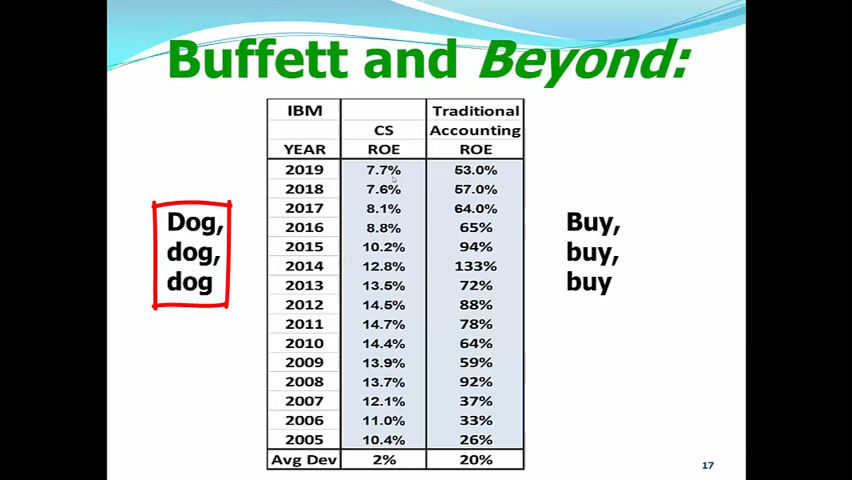 Buffett and Beyond:
IBM Traditional
CS Accounting
YEAR ROE ROE
2019 7.7% 53.0%
2018 7.6% 57.0%
2017 8.1% 64.0%
2016 8.8% 65%
2015 10.2% 94%
2014 12.8% 133%
2013 13.5% 72%
2012 14.5% 88%
2011 14.7% 78%
2010 14.4% 64%
2009 13.9% 59%
2008 13.7% 92%
2007 12.1% 37%
2006 11.0% 33%
2005 10.4% 26%
Avg Dev 2% 20%
Dog,
dog,
dog
Buy,
buy,
buy
17